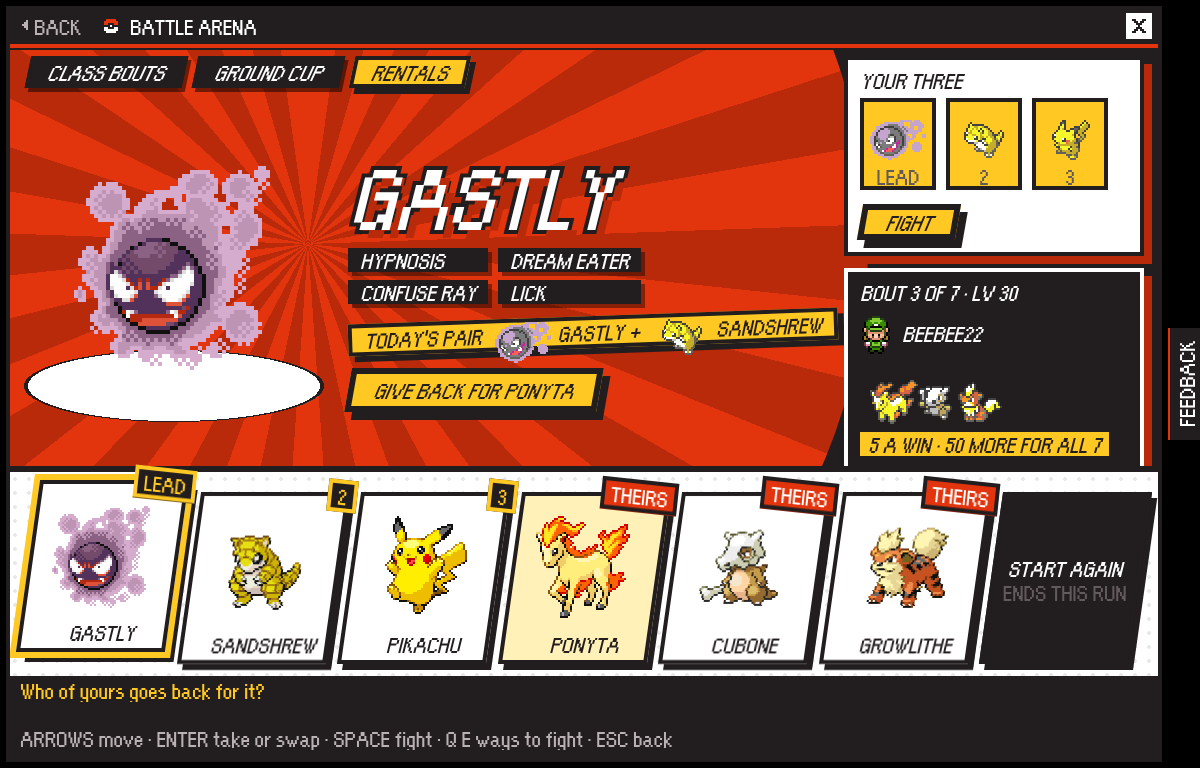 BACK BATTLE ARENA X
CLASS BOUTS GROUND CUP RENTALS
YOUR THREE
LEAD 2 3
FIGHT
GASTLY
HYPNOSIS DREAM EATER
CONFUSE RAY LICK
TODAY'S PAIR GASTLY + SANDSHREW
GIVE BACK FOR PONYTA
BOUT 3 OF 7 · LV 30
BEEBEE22
5 A WIN · 50 MORE FOR ALL 7
FEEDBACK
LEAD 2 3 THEIRS THEIRS THEIRS
GASTLY SANDSHREW PIKACHU PONYTA CUBONE GROWLITHE
START AGAIN
ENDS THIS RUN
Who of yours goes back for it?
ARROWS move · ENTER take or swap · SPACE fight · Q E ways to fight · ESC back